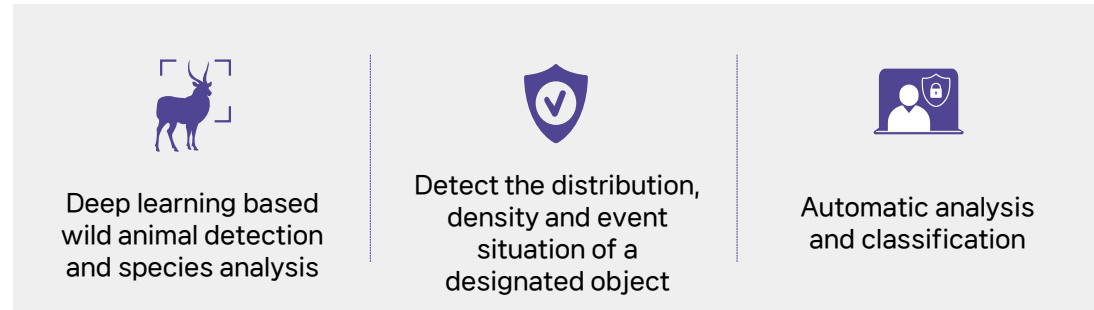 Deep learning based
wild animal detection
and species analysis
Detect the distribution,
density and event
situation of a
designated object
Automatic analysis
and classification